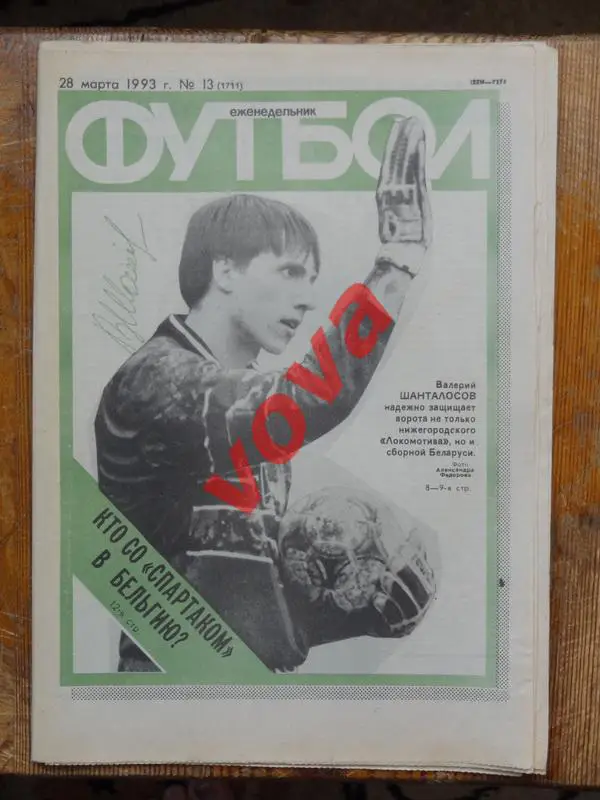 28 марта 1993 г. № 13 (1711)
еженедельник
ФУТБОЛ
Валерий
ШАНТАЛОСОВ
надежно защищает
ворота не только
нижегородского
«Локомотива», но и
сборной Беларуси.
Фото
Александра
Федорова
8—9-я стр.
vova
КТО СО «СПАРТАКОМ»
В БЕЛЬГИЮ?
12-я стр.